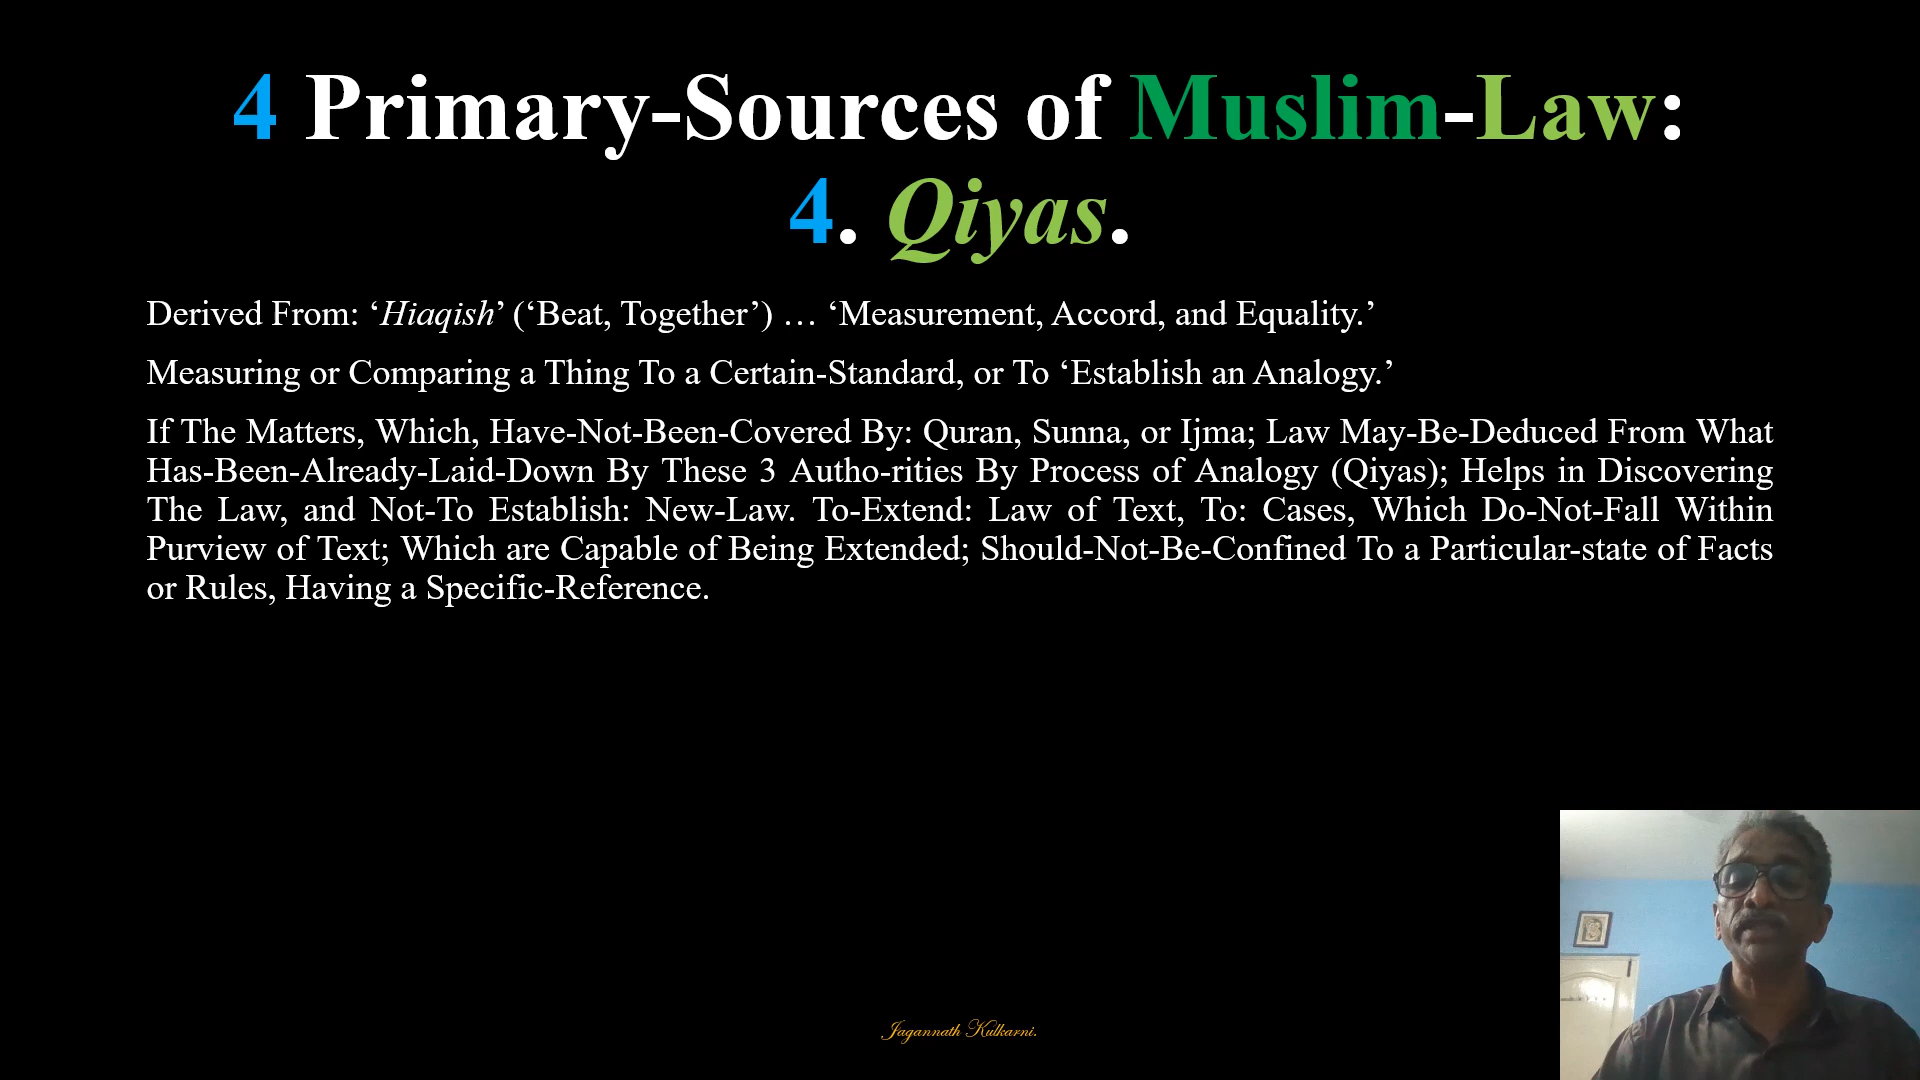 4 Primary-Sources of Muslim-Law:
4. Qiyas.
Derived From: ‘Hiaqish’ (‘Beat, Together’) … ‘Measurement, Accord, and Equality.’
Measuring or Comparing a Thing To a Certain-Standard, or To ‘Establish an Analogy.’
If The Matters, Which, Have-Not-Been-Covered By: Quran, Sunna, or Ijma; Law May-Be-Deduced From What
Has-Been-Already-Laid-Down By These 3 Autho-rities By Process of Analogy (Qiyas); Helps in Discovering
The Law, and Not-To Establish: New-Law. To-Extend: Law of Text, To: Cases, Which Do-Not-Fall Within
Purview of Text; Which are Capable of Being Extended; Should-Not-Be-Confined To a Particular-state of Facts
or Rules, Having a Specific-Reference.
Jagannath Kulkarni.